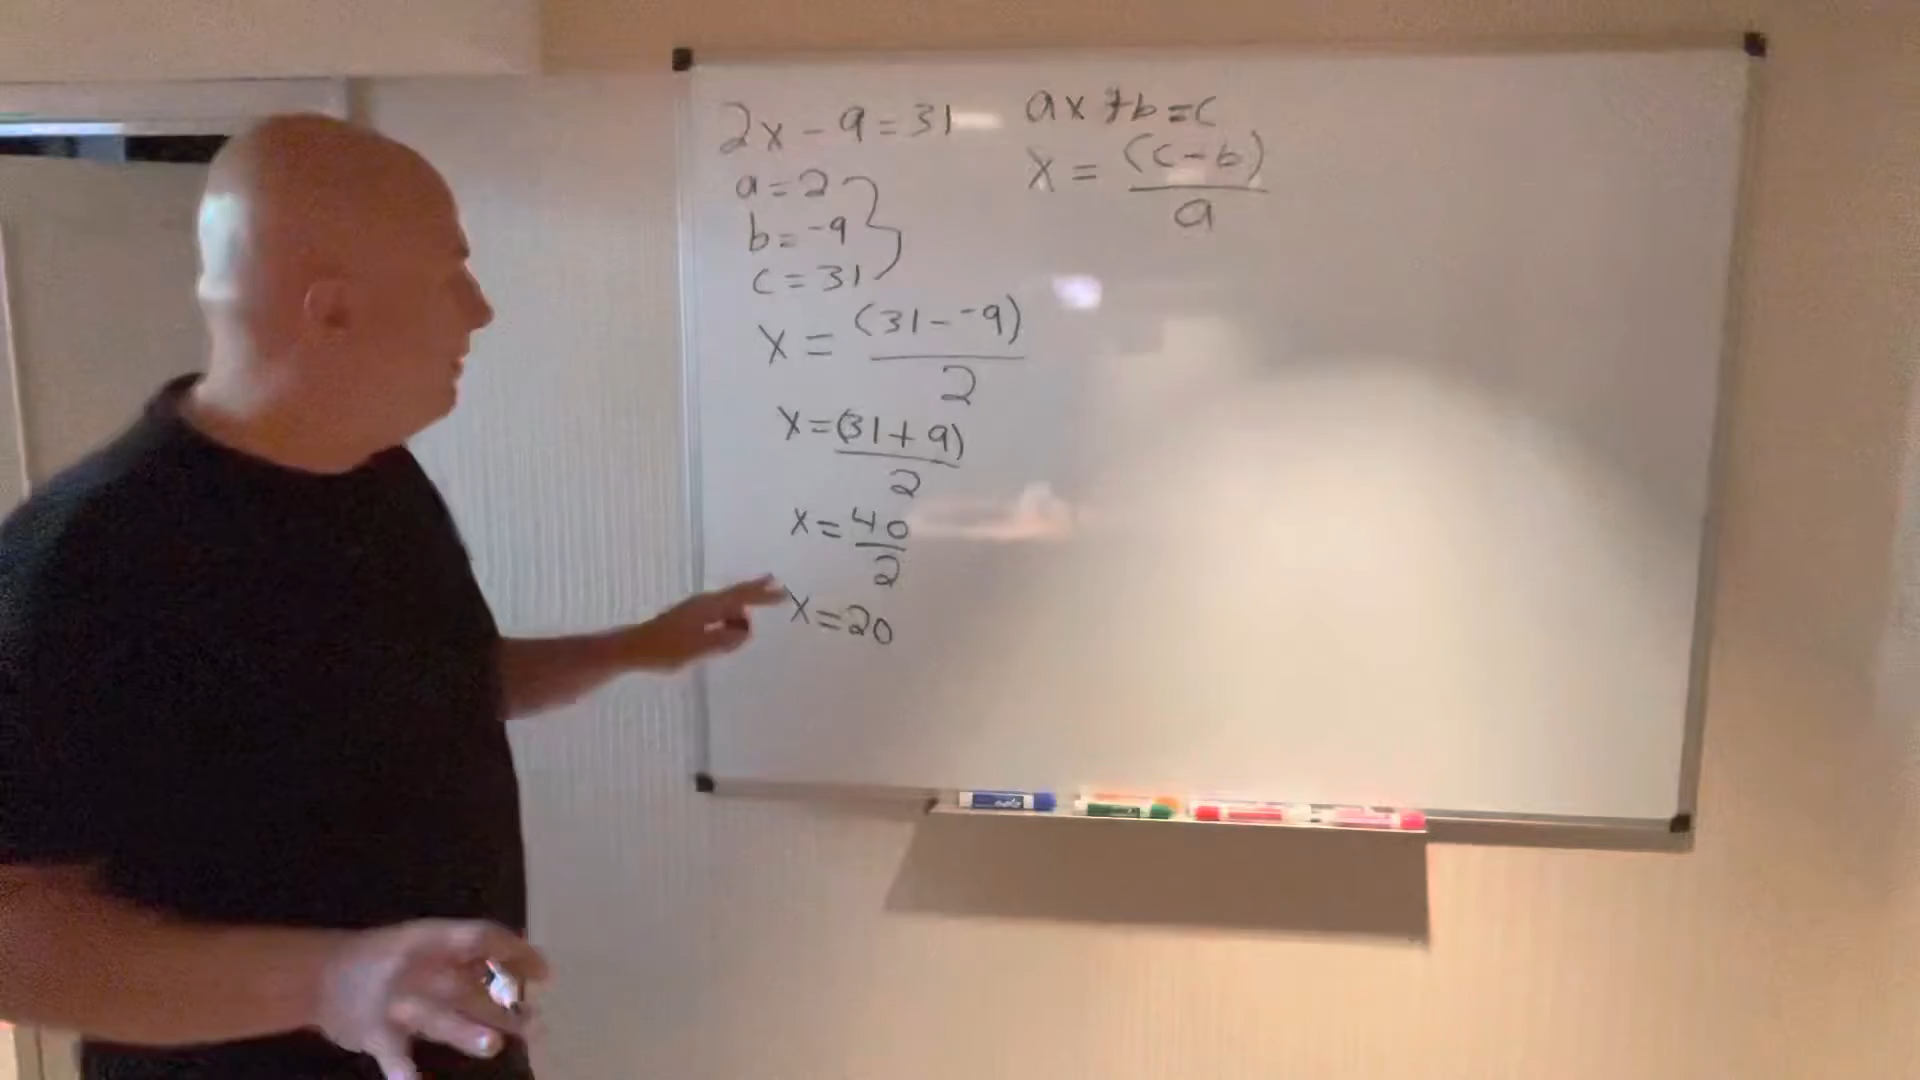 2x - 9 = 31
a = 2
b = -9
c = 31
x = (31 - -9)
2
x = (31 + 9)
2
x = 40
2
x = 20
ax + b = c
x = (c - b)
a